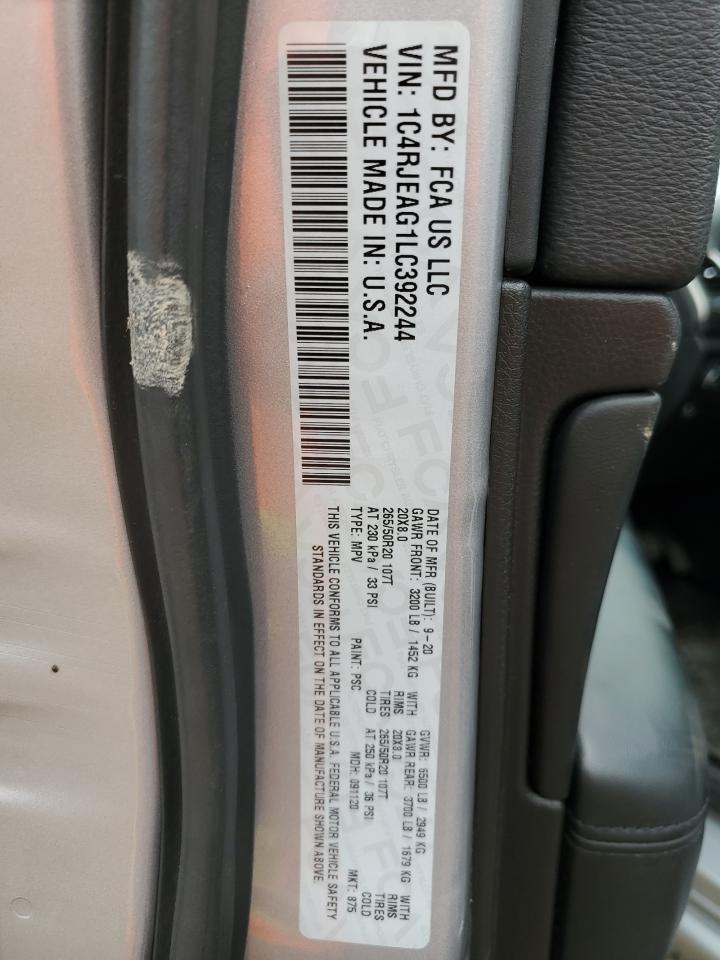 MFD BY: FCA US LLC
VIN: 1C4RJEAG1LC392244
VEHICLE MADE IN: U.S.A.
DATE OF MFR (BUILT): 9-20 GVWR: 6500 LB / 2949 KG
GAWR FRONT: 3200 LB / 1452 KG WITH GAWR REAR: 3700 LB / 1679 KG WITH
20X8.0 RIMS 20X8.0 RIMS
265/50R20 107T TIRES 265/50R20 107T TIRES
AT 230 kPa / 33 PSI COLD AT 250 kPa / 36 PSI COLD
TYPE: MPV PAINT: PSC MDH: 091120 MKT: 875
THIS VEHICLE CONFORMS TO ALL APPLICABLE U.S.A. FEDERAL MOTOR VEHICLE SAFETY
STANDARDS IN EFFECT ON THE DATE OF MANUFACTURE SHOWN ABOVE.